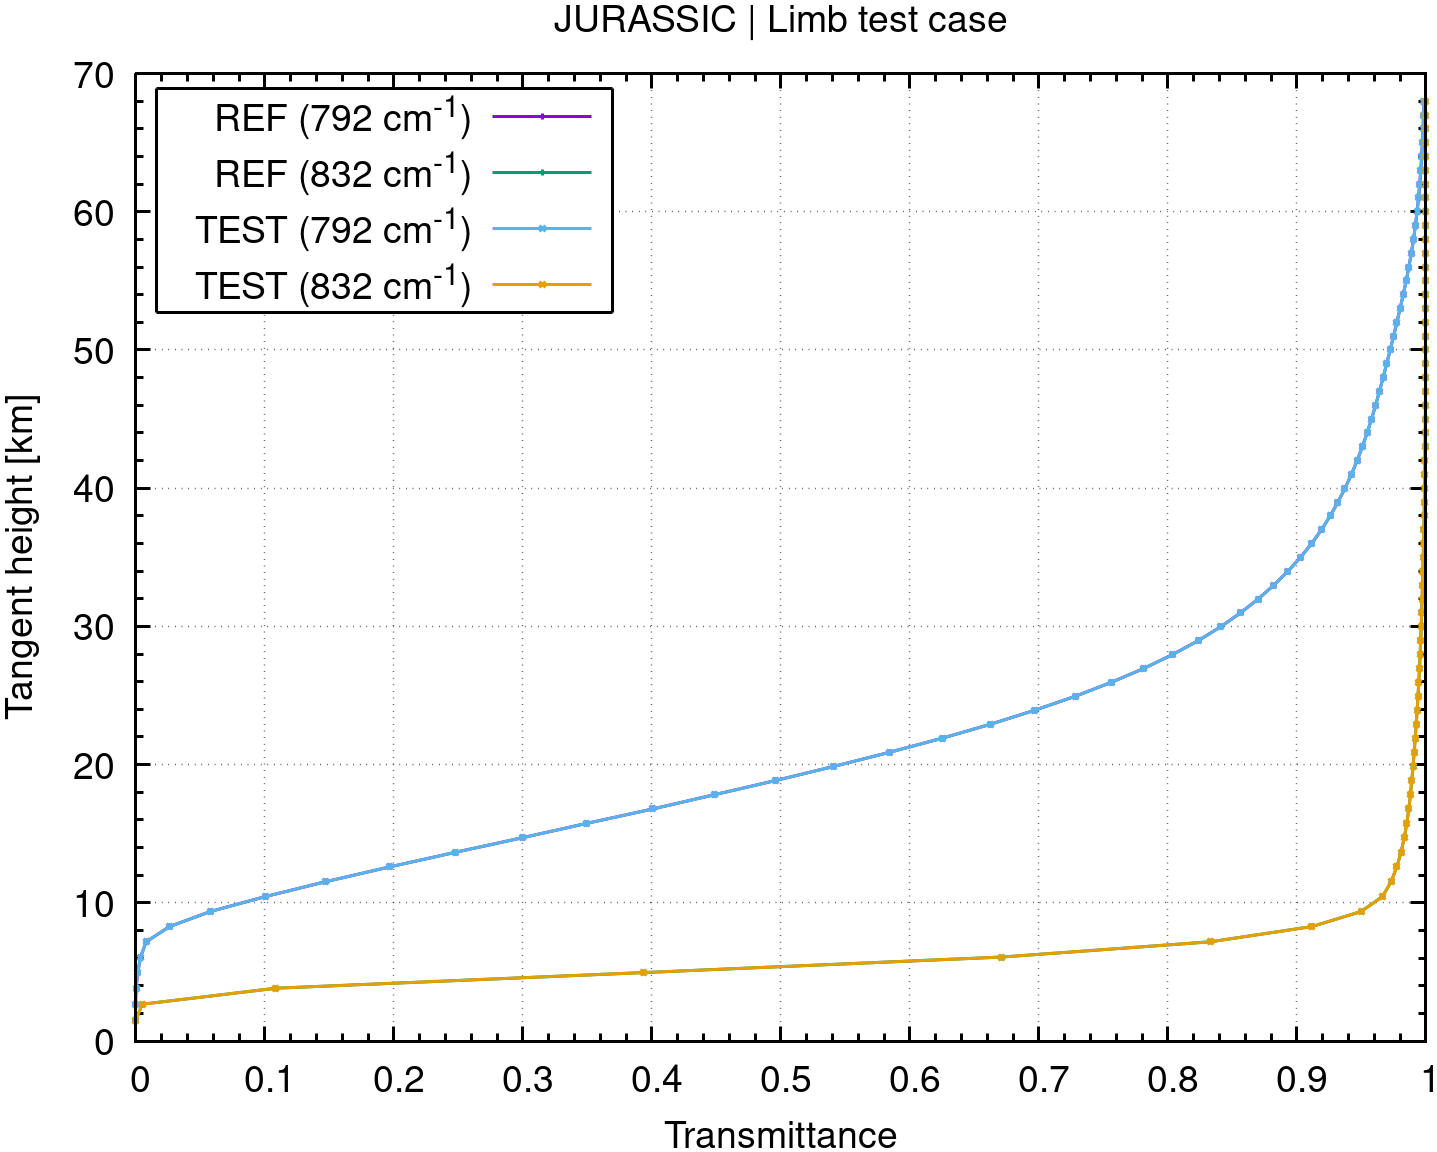 JURASSIC | Limb test case
REF (792 cm⁻¹)
REF (832 cm⁻¹)
TEST (792 cm⁻¹)
TEST (832 cm⁻¹)
70
60
50
40
30
20
10
0
Tangent height [km]
0 0.1 0.2 0.3 0.4 0.5 0.6 0.7 0.8 0.9 1
Transmittance